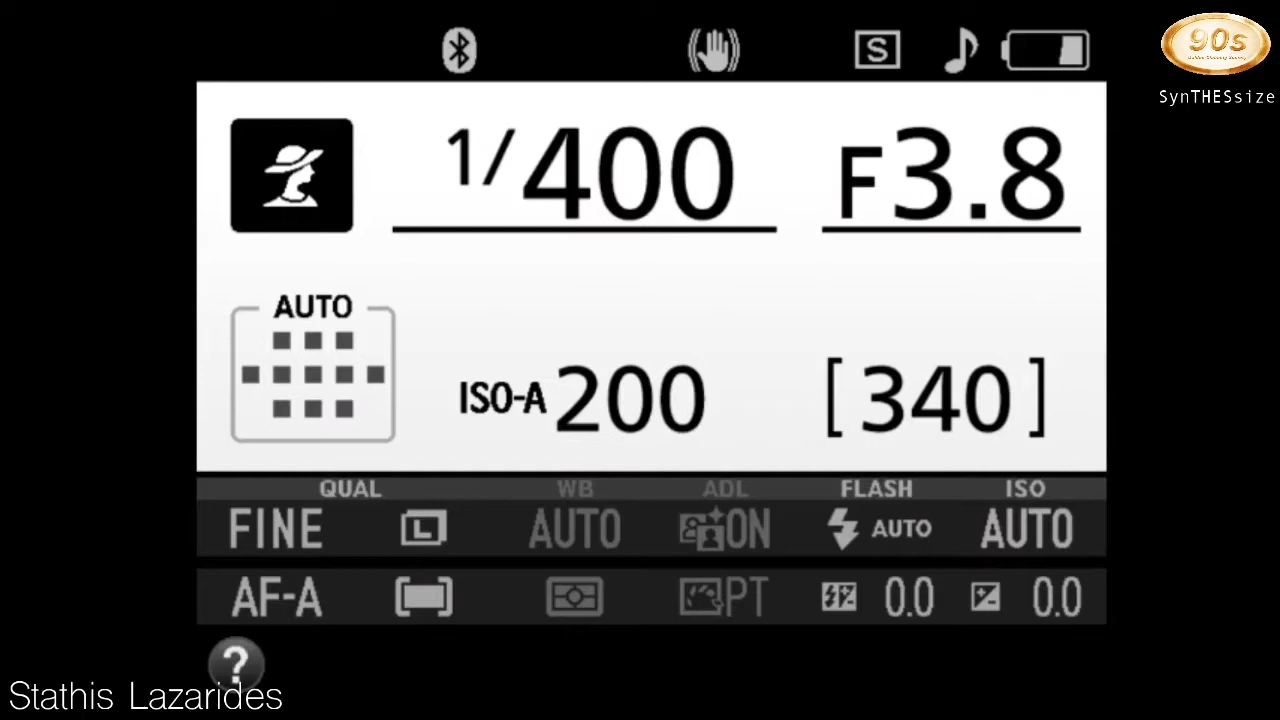 S
90s
SynTHESsize
1/400 F3.8
AUTO
ISO-A 200 [340]
QUAL WB ADL FLASH ISO
FINE L AUTO ON AUTO AUTO
AF-A PT 0.0 0.0
?
Stathis Lazarides